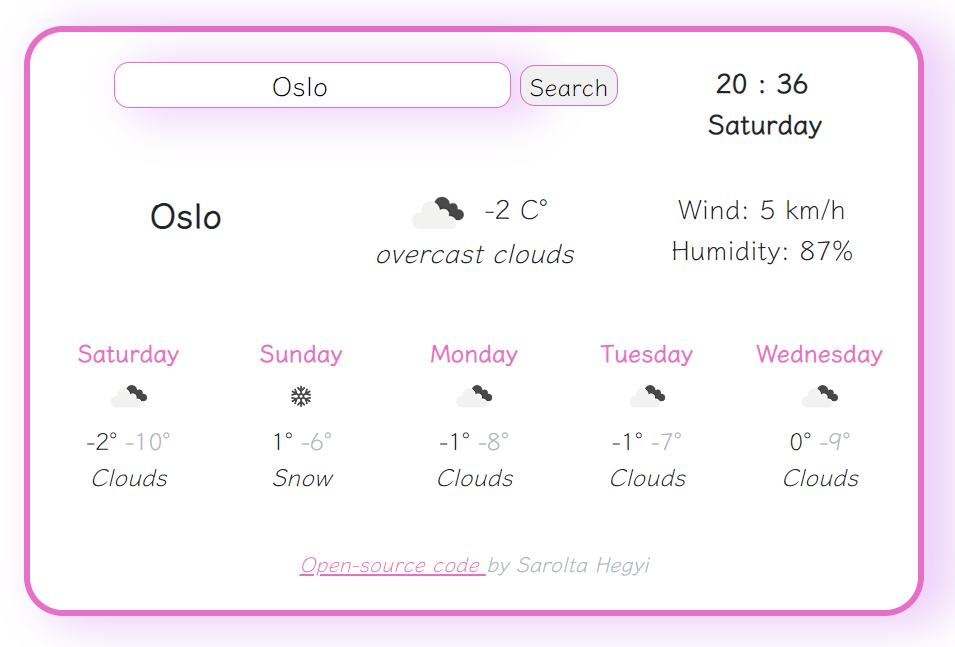 Oslo Search
20 : 36
Saturday
Oslo
-2 C°
overcast clouds
Wind: 5 km/h
Humidity: 87%
Saturday Sunday Monday Tuesday Wednesday
-2° -10° 1° -6° -1° -8° -1° -7° 0° -9°
Clouds Snow Clouds Clouds Clouds
Open-source code by Sarolta Hegyi